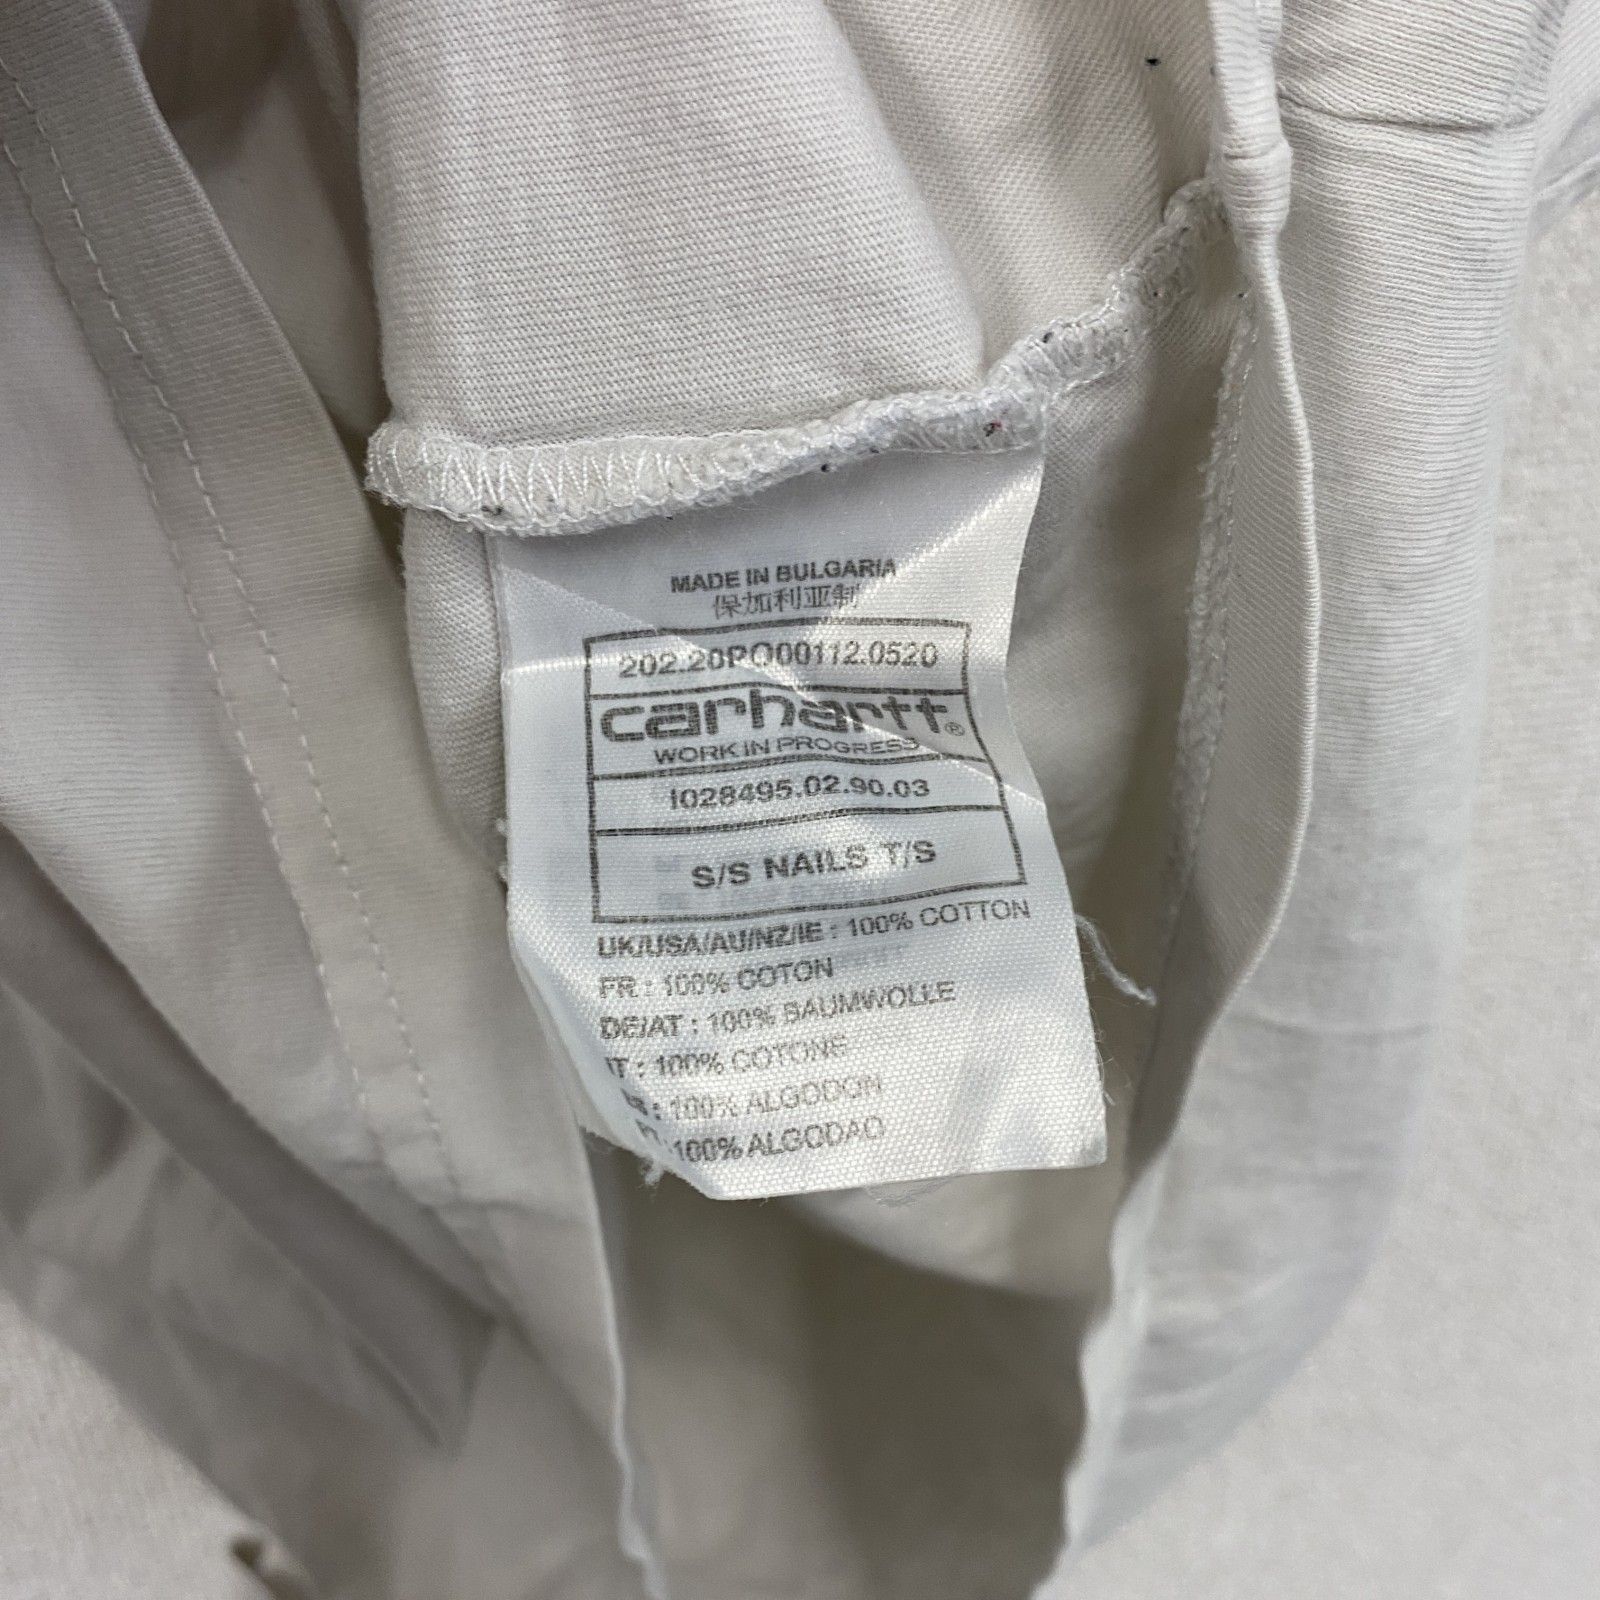 MADE IN BULGARIA
保加利亚制
202.20PO00112.0520
carhartt®
WORK IN PROGRESS
I028495.02.90.03
S/S NAILS T/S
UK/USA/AU/NZ/IE : 100% COTTON
FR : 100% COTON
DE/AT : 100% BAUMWOLLE
IT : 100% COTONE
: 100% ALGODON
100% ALGODAO